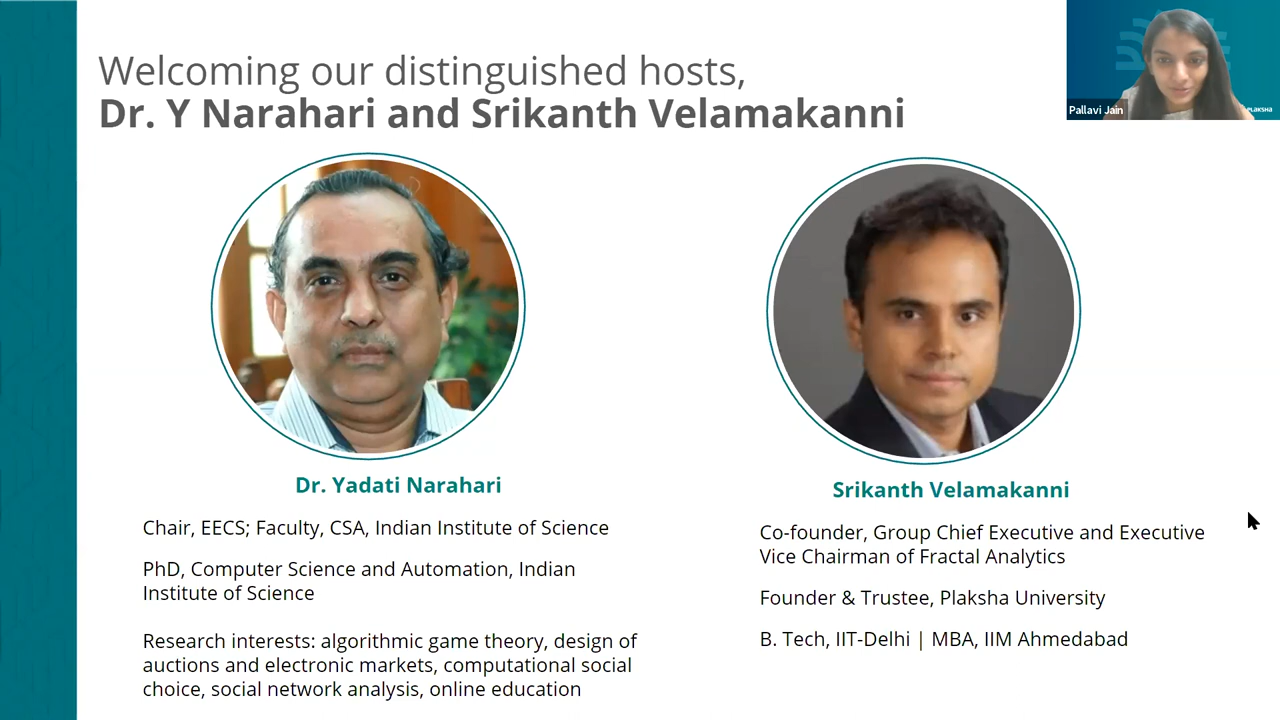 Welcoming our distinguished hosts,
Dr. Y Narahari and Srikanth Velamakanni
Pallavi Jain
PLAKSHA
Dr. Yadati Narahari
Chair, EECS; Faculty, CSA, Indian Institute of Science
PhD, Computer Science and Automation, Indian
Institute of Science
Research interests: algorithmic game theory, design of
auctions and electronic markets, computational social
choice, social network analysis, online education
Srikanth Velamakanni
Co-founder, Group Chief Executive and Executive
Vice Chairman of Fractal Analytics
Founder & Trustee, Plaksha University
B. Tech, IIT-Delhi | MBA, IIM Ahmedabad